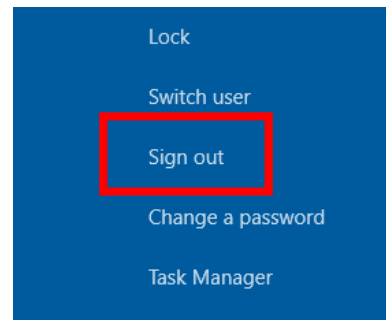 Lock
Switch user
Sign out
Change a password
Task Manager